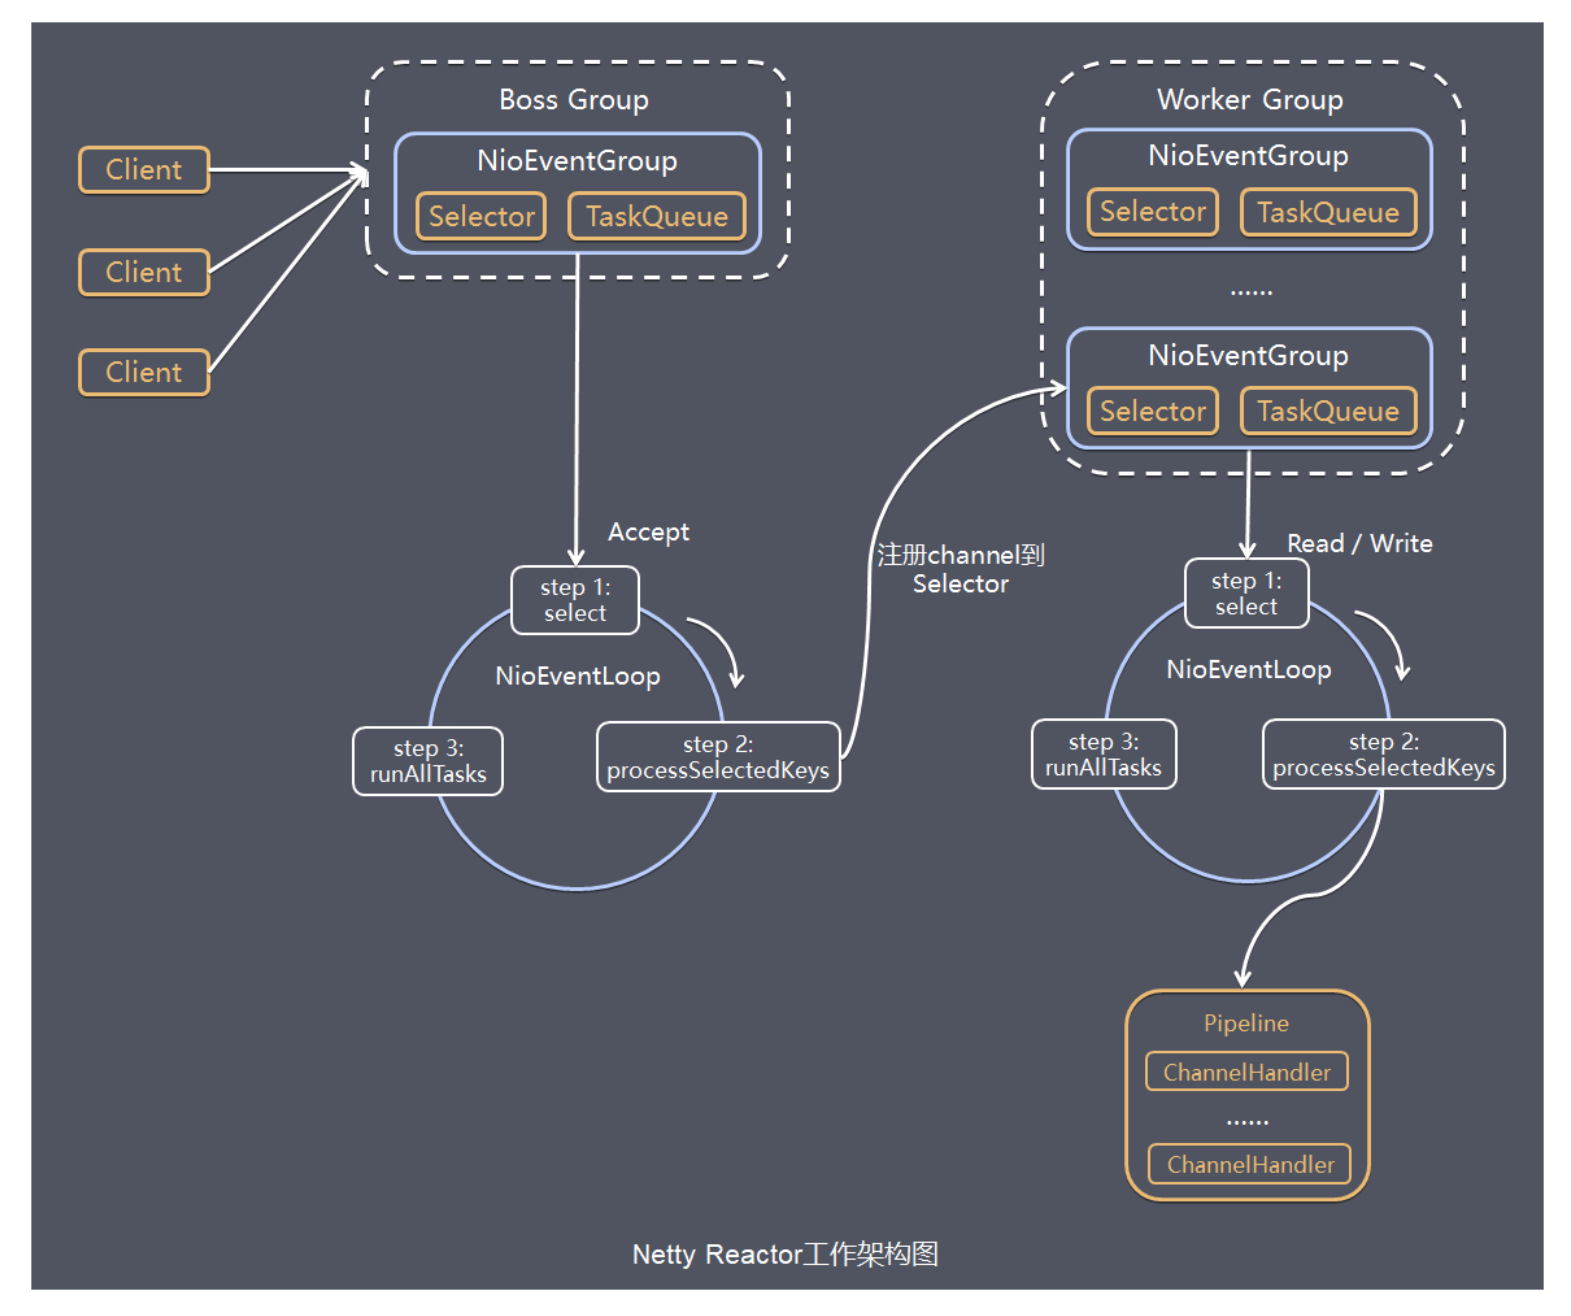 Client
Client
Client
Boss Group
NioEventGroup
Selector
TaskQueue
Accept
step 1:
select
NioEventLoop
step 2:
processSelectedKeys
step 3:
runAllTasks
注册channel到
Selector
Worker Group
NioEventGroup
Selector
TaskQueue
......
NioEventGroup
Selector
TaskQueue
Read / Write
step 1:
select
NioEventLoop
step 2:
processSelectedKeys
step 3:
runAllTasks
Pipeline
ChannelHandler
......
ChannelHandler
Netty Reactor工作架构图